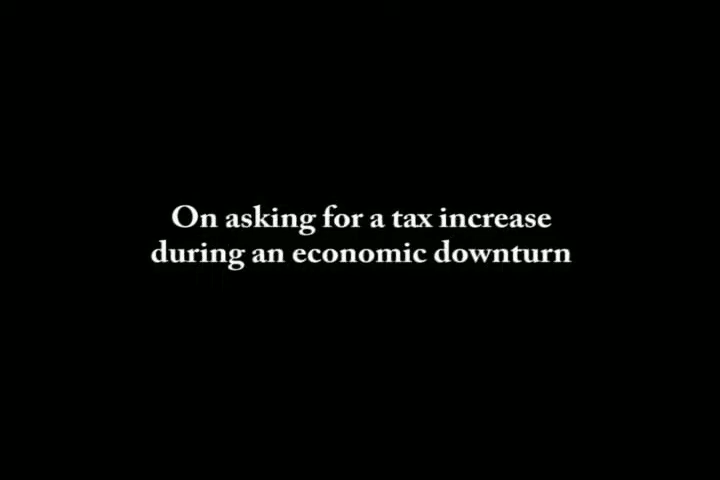 On asking for a tax increase
during an economic downturn